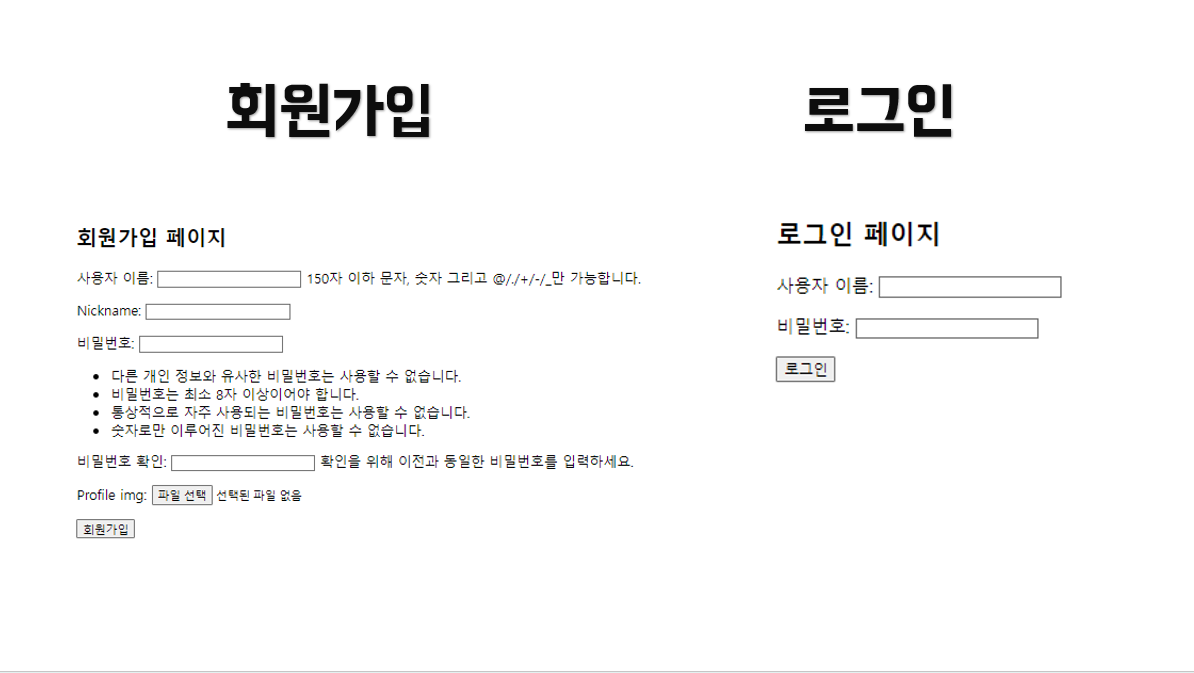 회원가입
회원가입 페이지
사용자 이름: 150자 이하 문자, 숫자 그리고 @/./+/-/_만 가능합니다.
Nickname:
비밀번호:
다른 개인 정보와 유사한 비밀번호는 사용할 수 없습니다.
비밀번호는 최소 8자 이상이어야 합니다.
통상적으로 자주 사용되는 비밀번호는 사용할 수 없습니다.
숫자로만 이루어진 비밀번호는 사용할 수 없습니다.
비밀번호 확인: 확인을 위해 이전과 동일한 비밀번호를 입력하세요.
Profile img: 파일 선택 선택된 파일 없음
회원가입
로그인
로그인 페이지
사용자 이름:
비밀번호:
로그인